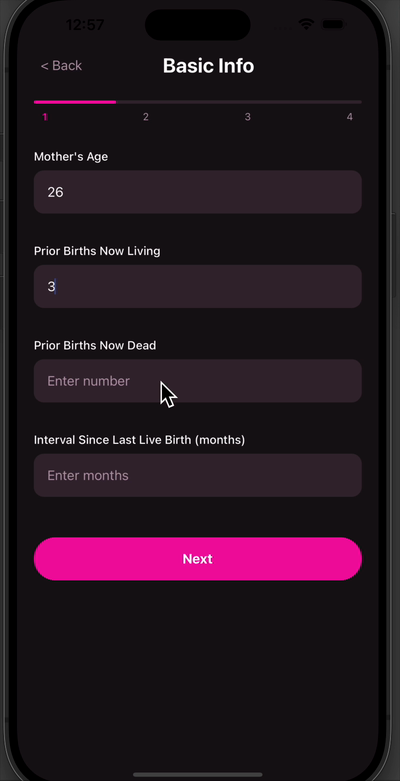 12:57
< Back
Basic Info
1 2 3 4
Mother's Age
26
Prior Births Now Living
3
Prior Births Now Dead
Enter number
Interval Since Last Live Birth (months)
Enter months
Next